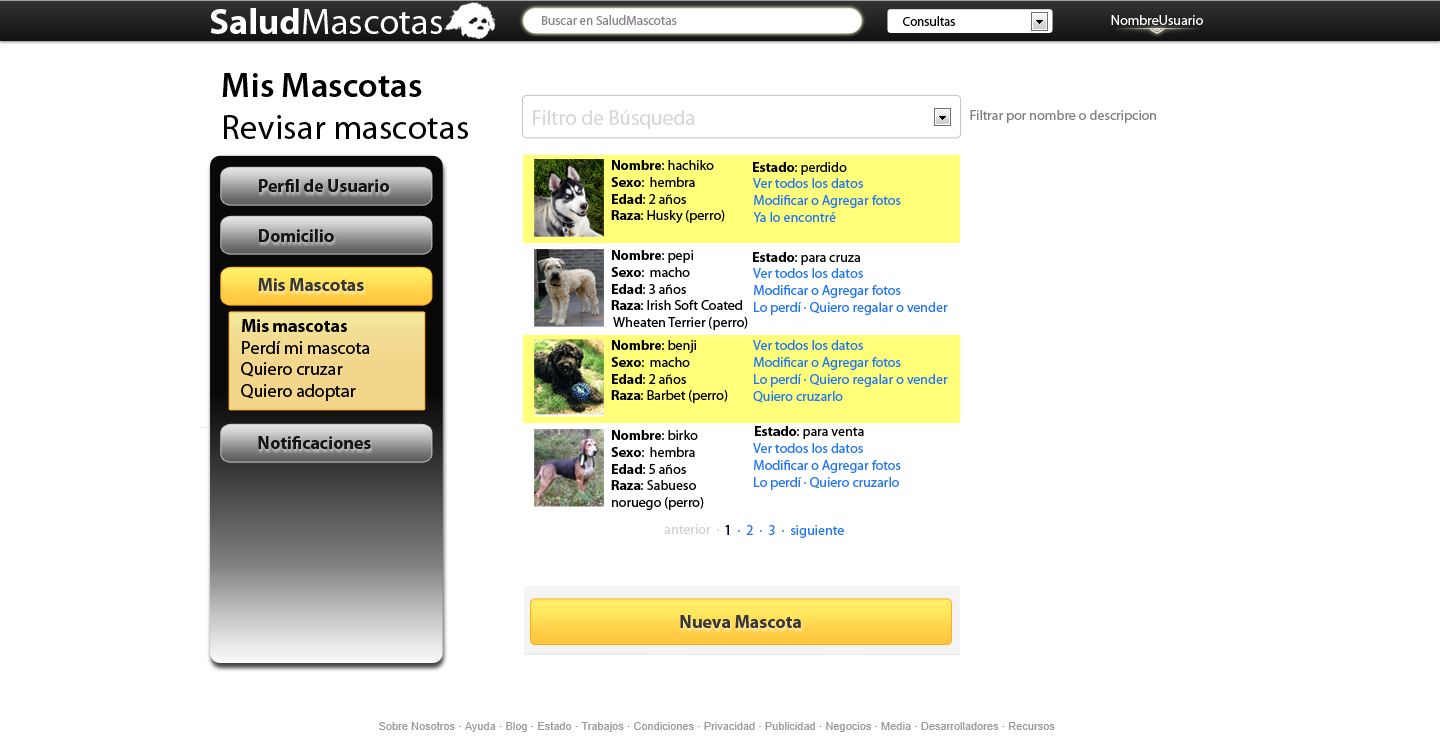 SaludMascotas
Buscar en SaludMascotas
Consultas
NombreUsuario
Mis Mascotas
Revisar mascotas
Perfil de Usuario
Domicilio
Mis Mascotas
Mis mascotas
Perdí mi mascota
Quiero cruzar
Quiero adoptar
Notificaciones
Filtro de Búsqueda
Filtrar por nombre o descripcion
Nombre: hachiko
Sexo: hembra
Edad: 2 años
Raza: Husky (perro)
Estado: perdido
Ver todos los datos
Modificar o Agregar fotos
Ya lo encontré
Nombre: pepi
Sexo: macho
Edad: 3 años
Raza: Irish Soft Coated
Wheaten Terrier (perro)
Estado: para cruza
Ver todos los datos
Modificar o Agregar fotos
Lo perdí · Quiero regalar o vender
Nombre: benji
Sexo: macho
Edad: 2 años
Raza: Barbet (perro)
Ver todos los datos
Modificar o Agregar fotos
Lo perdí · Quiero regalar o vender
Quiero cruzarlo
Nombre: birko
Sexo: hembra
Edad: 5 años
Raza: Sabueso
noruego (perro)
Estado: para venta
Ver todos los datos
Modificar o Agregar fotos
Lo perdí · Quiero cruzarlo
anterior · 1 · 2 · 3 · siguiente
Nueva Mascota
Sobre Nosotros · Ayuda · Blog · Estado · Trabajos · Condiciones · Privacidad · Publicidad · Negocios · Media · Desarrolladores · Recursos